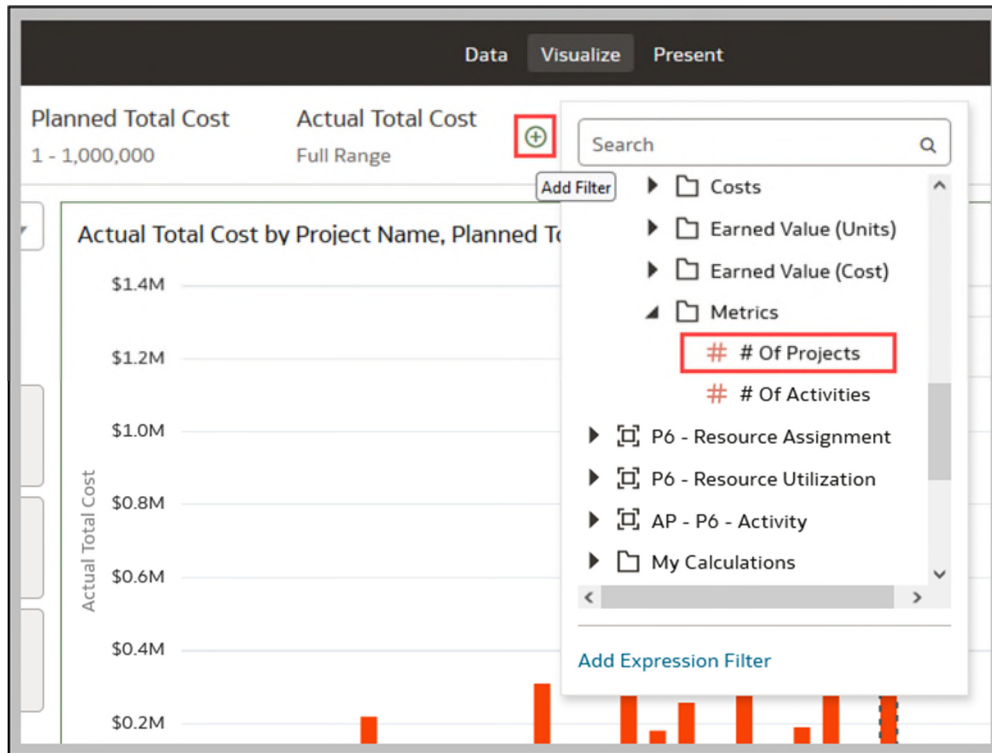 Data Visualize Present
Planned Total Cost
1 - 1,000,000
Actual Total Cost
Full Range
Add Filter
Search
Costs
Earned Value (Units)
Earned Value (Cost)
Metrics
# Of Projects
# Of Activities
P6 - Resource Assignment
P6 - Resource Utilization
AP - P6 - Activity
My Calculations
Add Expression Filter
Actual Total Cost by Project Name, Planned
$1.4M
$1.2M
$1.0M
$0.8M
$0.6M
$0.4M
$0.2M
Actual Total Cost